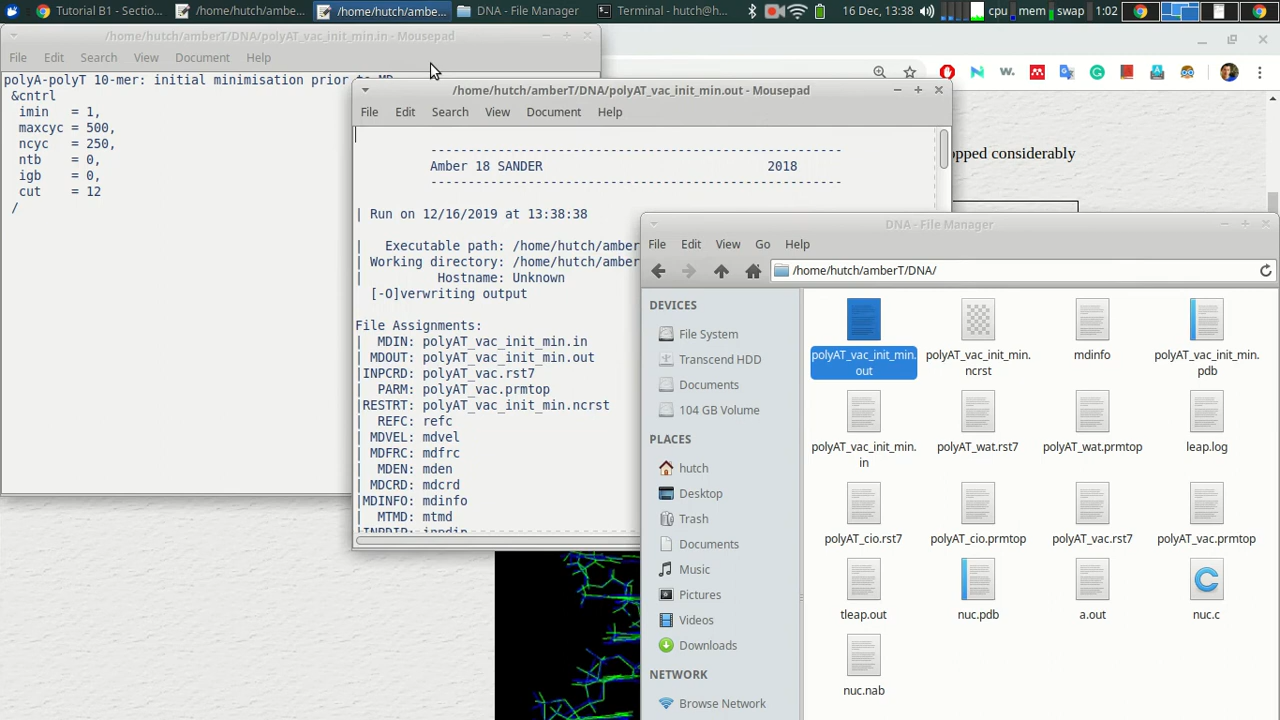 Tutorial B1 - Sectio...
/home/hutch/ambe...
/home/hutch/ambe...
DNA - File Manager
Terminal - hutch@h...
16 Dec, 13:38
cpu
mem
swap
1:02
/home/hutch/amberT/DNA/polyAT_vac_init_min.in - Mousepad
File Edit Search View Document Help
polyA-polyT 10-mer: initial minimisation prior to MD
&cntrl
imin   = 1,
maxcyc = 500,
ncyc   = 250,
ntb    = 0,
igb    = 0,
cut    = 12
/
/home/hutch/amberT/DNA/polyAT_vac_init_min.out - Mousepad
File Edit Search View Document Help
-------------------------------------------------------
Amber 18 SANDER                              2018
-------------------------------------------------------
| Run on 12/16/2019 at 13:38:38
|   Executable path: /home/hutch/amber
| Working directory: /home/hutch/amber
|          Hostname: Unknown
[-O]verwriting output
File Assignments:
|  MDIN: polyAT_vac_init_min.in
| MDOUT: polyAT_vac_init_min.out
|INPCRD: polyAT_vac.rst7
|  PARM: polyAT_vac.prmtop
|RESTRT: polyAT_vac_init_min.ncrst
|  REFC: refc
| MDVEL: mdvel
| MDFRC: mdfrc
|  MDEN: mden
| MDCRD: mdcrd
|MDINFO: mdinfo
|  MTMD: mtmd
|INPDIP: inpdip
opped considerably
DNA - File Manager
File Edit View Go Help
/home/hutch/amberT/DNA/
DEVICES
File System
Transcend HDD
Documents
104 GB Volume
PLACES
hutch
Desktop
Trash
Documents
Music
Pictures
Videos
Downloads
NETWORK
Browse Network
polyAT_vac_init_min.
out
polyAT_vac_init_min.
ncrst
mdinfo
polyAT_vac_init_min.
pdb
polyAT_vac_init_min.
in
polyAT_wat.rst7
polyAT_wat.prmtop
leap.log
polyAT_cio.rst7
polyAT_cio.prmtop
polyAT_vac.rst7
polyAT_vac.prmtop
tleap.out
nuc.pdb
a.out
nuc.c
nuc.nab